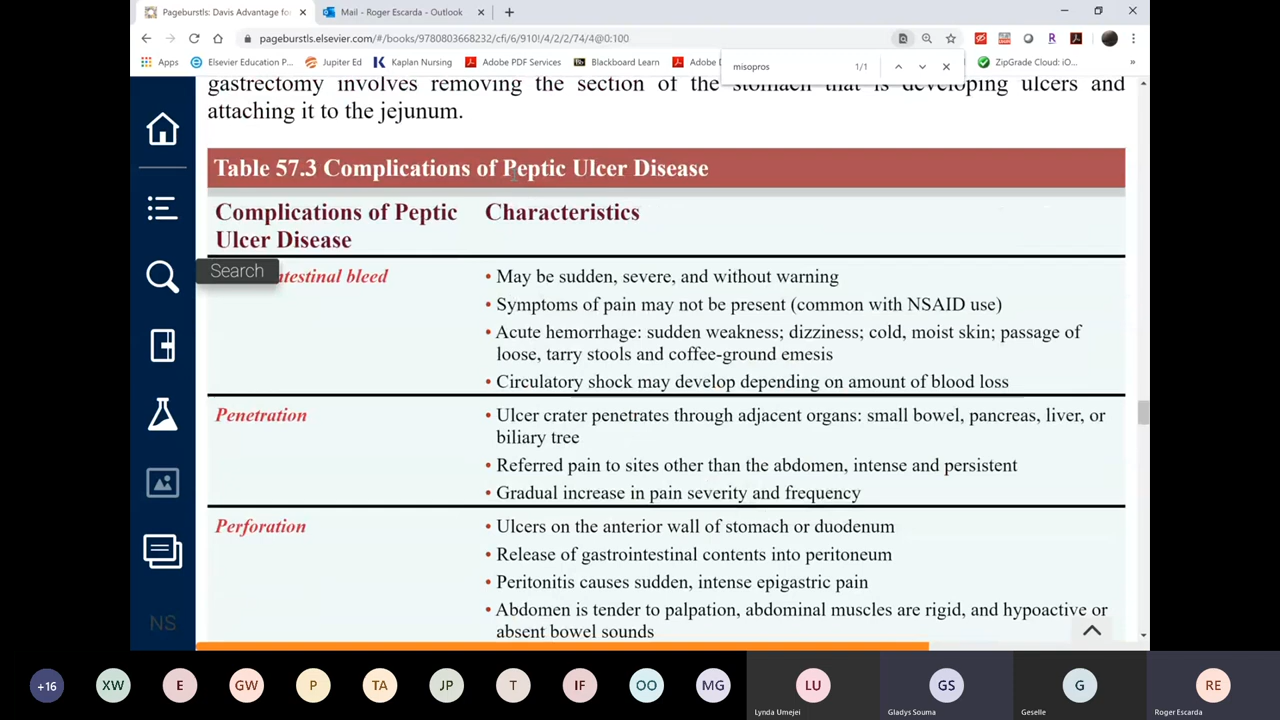 Pageburstls: Davis Advantage for
Mail - Roger Escarda - Outlook
pageburstls.elsevier.com/#/books/9780803668232/cfi/6/910!/4/2/2/74/4@0:100
Apps
Elsevier Education P...
Jupiter Ed
Kaplan Nursing
Adobe PDF Services
Blackboard Learn
Adobe D
misopros
1/1
ZipGrade Cloud: iO...
gastrectomy involves removing the section of the stomach that is developing ulcers and
attaching it to the jejunum.
Table 57.3 Complications of Peptic Ulcer Disease
Complications of Peptic
Ulcer Disease
Characteristics
Search
ntestinal bleed
• May be sudden, severe, and without warning
• Symptoms of pain may not be present (common with NSAID use)
• Acute hemorrhage: sudden weakness; dizziness; cold, moist skin; passage of
loose, tarry stools and coffee-ground emesis
• Circulatory shock may develop depending on amount of blood loss
Penetration
• Ulcer crater penetrates through adjacent organs: small bowel, pancreas, liver, or
biliary tree
• Referred pain to sites other than the abdomen, intense and persistent
• Gradual increase in pain severity and frequency
Perforation
• Ulcers on the anterior wall of stomach or duodenum
• Release of gastrointestinal contents into peritoneum
• Peritonitis causes sudden, intense epigastric pain
• Abdomen is tender to palpation, abdominal muscles are rigid, and hypoactive or
absent bowel sounds
NS
+16
XW
E
GW
P
TA
JP
T
IF
OO
MG
LU
Lynda Umejei
GS
Gladys Souma
G
Geselle
RE
Roger Escarda